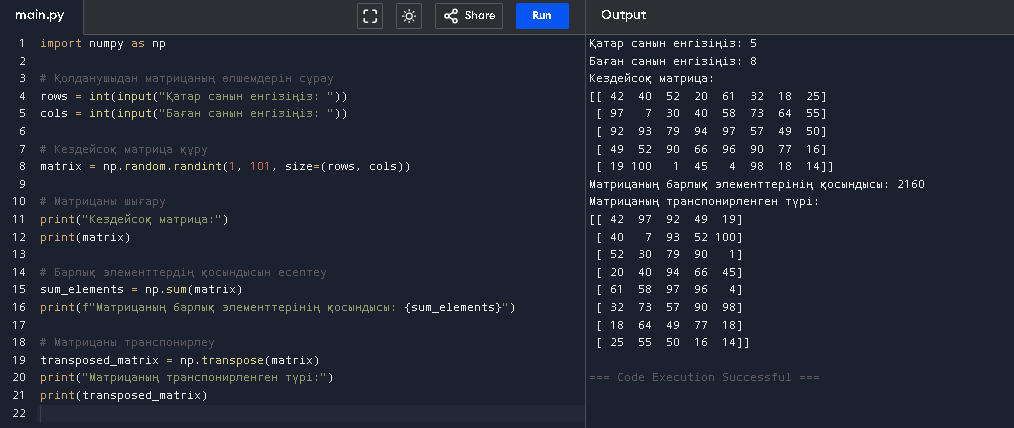 main.py
Share
Run
Output
1 import numpy as np
2
3 # Қолданушыдан матрицаның өлшемдерін сұрау
4 rows = int(input("Қатар санын енгізіңіз: "))
5 cols = int(input("Баған санын енгізіңіз: "))
6
7 # Кездейсоқ матрица құру
8 matrix = np.random.randint(1, 101, size=(rows, cols))
9
10 # Матрицаны шығару
11 print("Кездейсоқ матрица:")
12 print(matrix)
13
14 # Барлық элементтердің қосындысын есептеу
15 sum_elements = np.sum(matrix)
16 print(f"Матрицаның барлық элементтерінің қосындысы: {sum_elements}")
17
18 # Матрицаны транспонирлеу
19 transposed_matrix = np.transpose(matrix)
20 print("Матрицаның транспонирленген түрі:")
21 print(transposed_matrix)
22
Қатар санын енгізіңіз: 5
Баған санын енгізіңіз: 8
Кездейсоқ матрица:
[[ 42  40  52  20  61  32  18  25]
 [ 97   7  30  40  58  73  64  55]
 [ 92  93  79  94  97  57  49  50]
 [ 49  52  90  66  96  90  77  16]
 [ 19 100   1  45   4  98  18  14]]
Матрицаның барлық элементтерінің қосындысы: 2160
Матрицаның транспонирленген түрі:
[[ 42  97  92  49  19]
 [ 40   7  93  52 100]
 [ 52  30  79  90   1]
 [ 20  40  94  66  45]
 [ 61  58  97  96   4]
 [ 32  73  57  90  98]
 [ 18  64  49  77  18]
 [ 25  55  50  16  14]]
=== Code Execution Successful ===